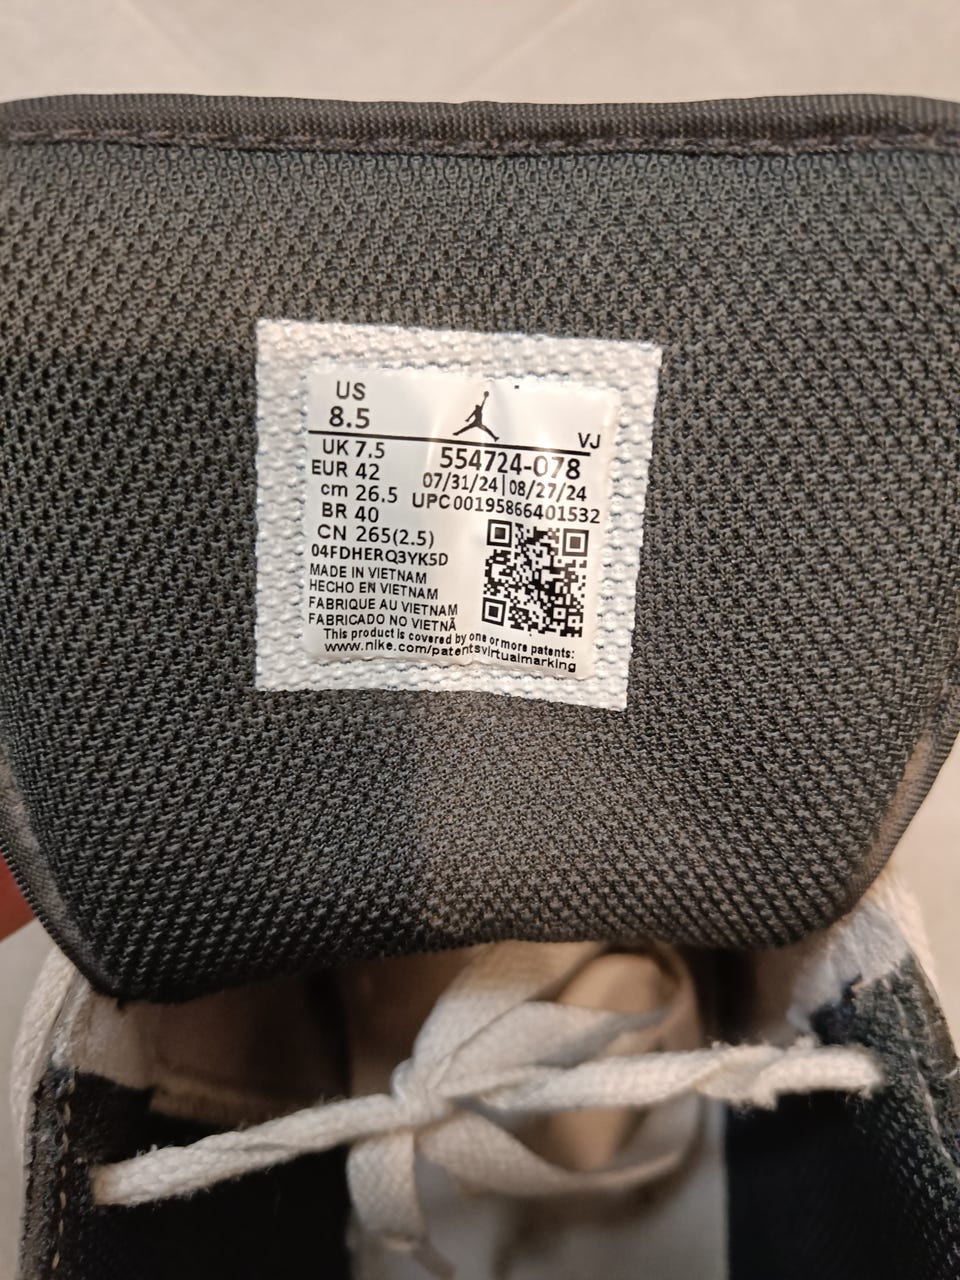 US
8.5
VJ
UK 7.5
EUR 42
cm 26.5
BR 40
CN 265(2.5)
554724-078
07/31/24|08/27/24
UPC00195866401532
04FDHERQ3YK5D
MADE IN VIETNAM
HECHO EN VIETNAM
FABRIQUE AU VIETNAM
FABRICADO NO VIETNÃ
This product is covered by one or more patents:
www.nike.com/patentsvirtualmarking